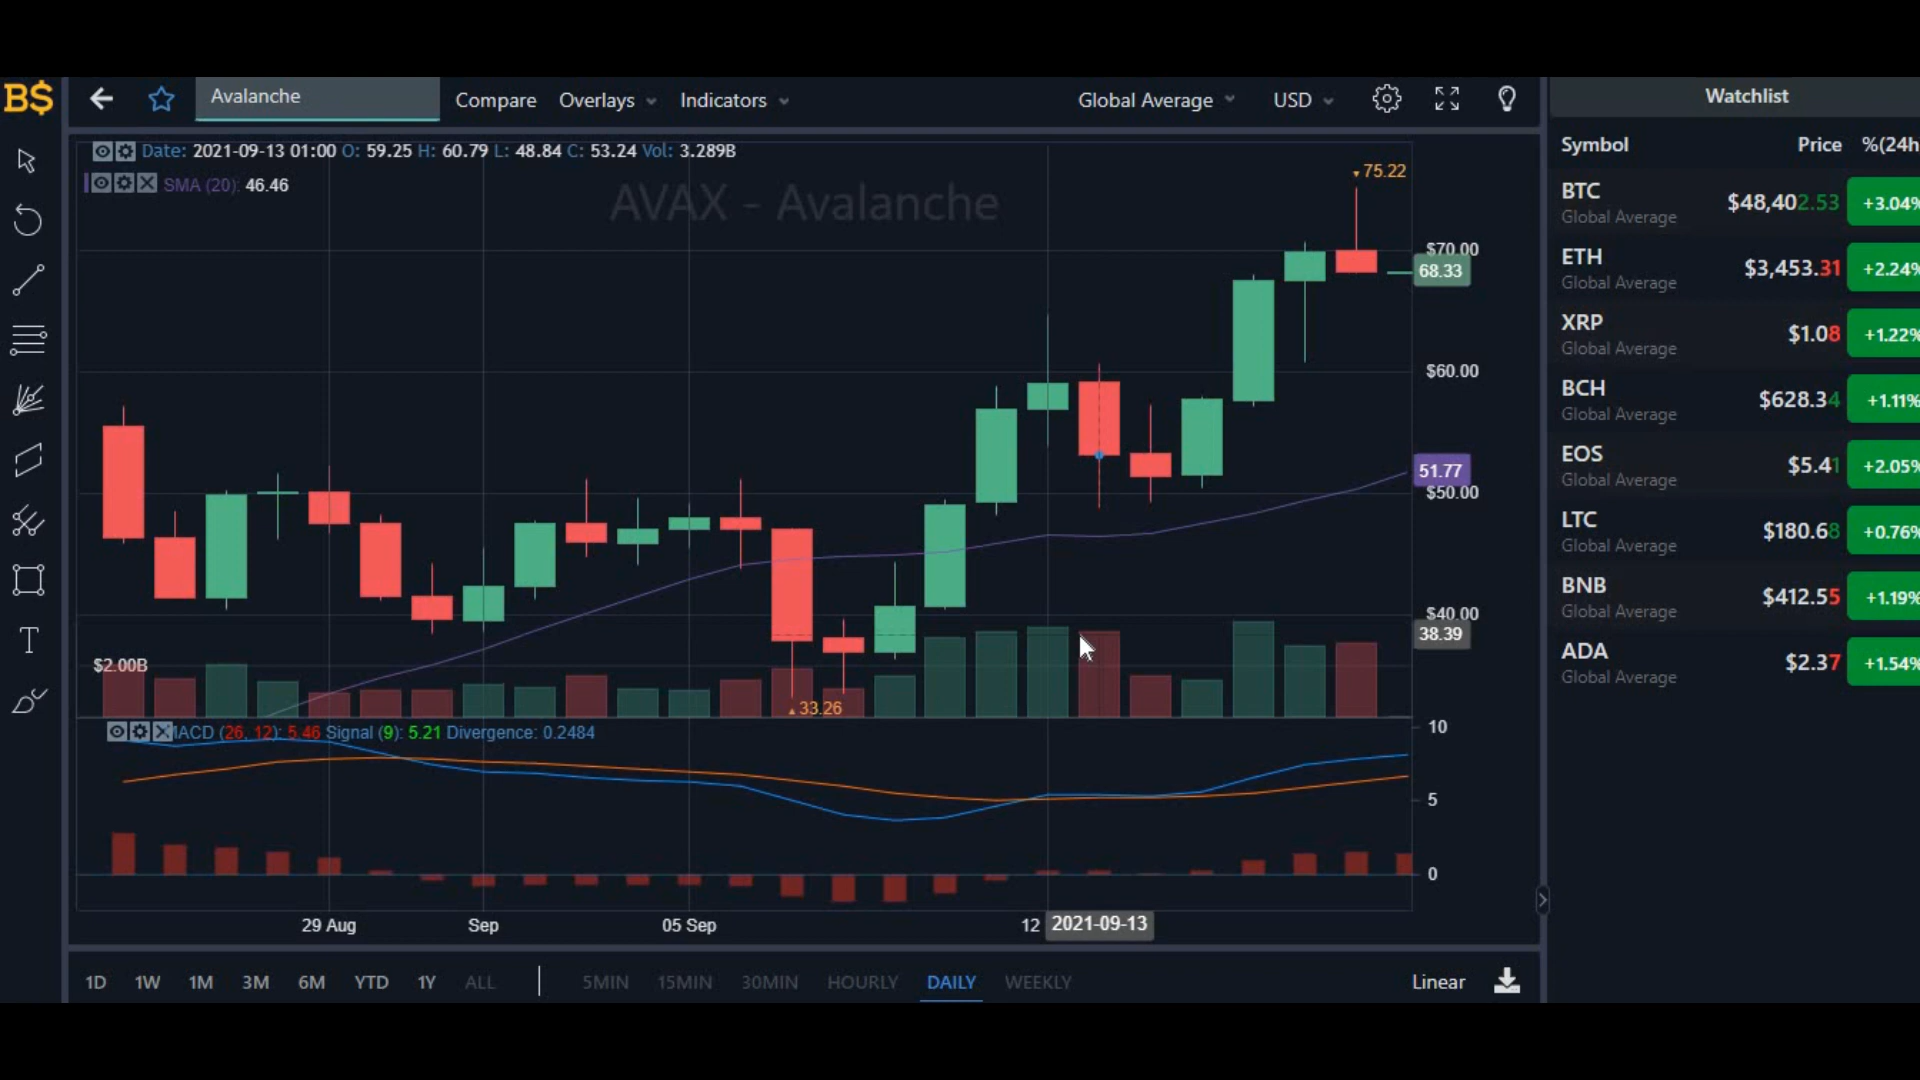 B$
Avalanche
Compare
Overlays
Indicators
Global Average
USD
Date: 2021-09-13 01:00 O: 59.25 H: 60.79 L: 48.84 C: 53.24 Vol: 3.289B
SMA (20): 46.46
AVAX - Avalanche
75.22
$70.00
68.33
$60.00
51.77
$50.00
$40.00
38.39
$2.00B
33.26
MACD (26, 12): 5.46 Signal (9): 5.21 Divergence: 0.2484
10
5
0
29 Aug
Sep
05 Sep
12
2021-09-13
1D 1W 1M 3M 6M YTD 1Y ALL
5MIN 15MIN 30MIN HOURLY DAILY WEEKLY
Linear
T
Watchlist
Symbol Price %(24h
BTC $48,402.53 +3.04%
Global Average
ETH $3,453.31 +2.24%
Global Average
XRP $1.08 +1.22%
Global Average
BCH $628.34 +1.11%
Global Average
EOS $5.41 +2.05%
Global Average
LTC $180.68 +0.76%
Global Average
BNB $412.55 +1.19%
Global Average
ADA $2.37 +1.54%
Global Average